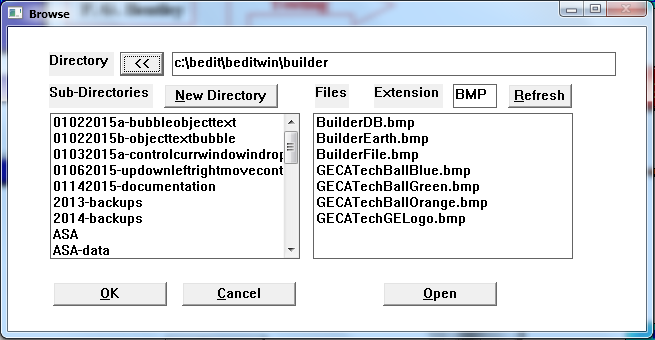 Browse
Directory << c:\bedit\beditwin\builder
Sub-Directories New Directory Files Extension BMP Refresh
01022015a-bubbleobjecttext
01022015b-objecttextbubble
01032015a-controlcurrwindowindrop
01062015-updownleftrightmovecont
01142015-documentation
2013-backups
2014-backups
ASA
ASA-data
BuilderDB.bmp
BuilderEarth.bmp
BuilderFile.bmp
GECATechBallBlue.bmp
GECATechBallGreen.bmp
GECATechBallOrange.bmp
GECATechGELogo.bmp
OK Cancel Open